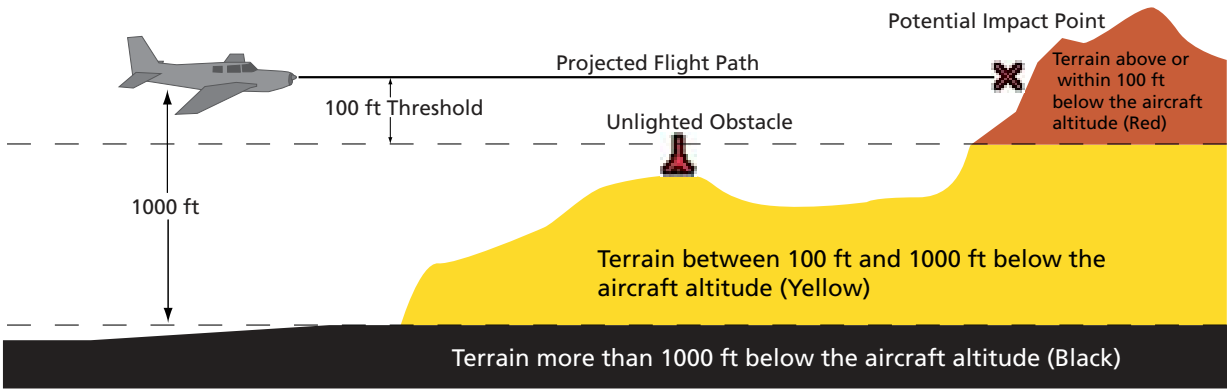 Potential Impact Point
Projected Flight Path
Terrain above or
within 100 ft
below the aircraft
altitude (Red)
100 ft Threshold
Unlighted Obstacle
1000 ft
Terrain between 100 ft and 1000 ft below the
aircraft altitude (Yellow)
Terrain more than 1000 ft below the aircraft altitude (Black)